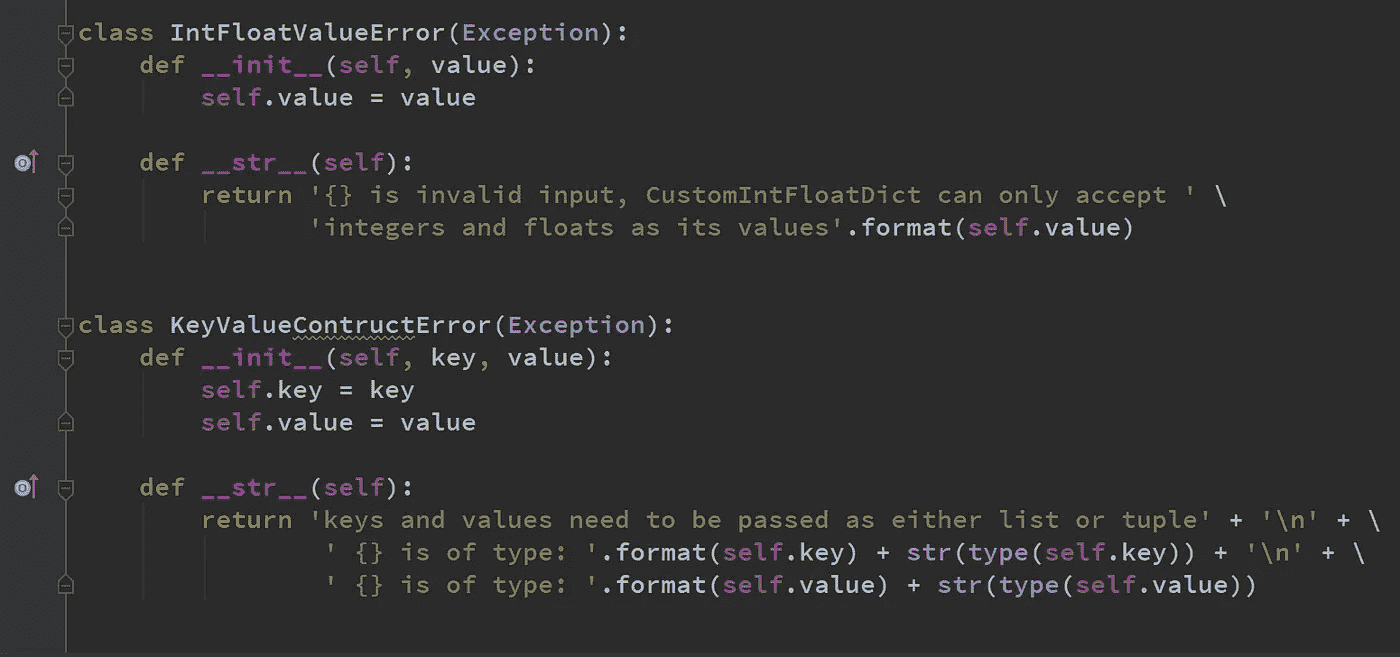 class IntFloatValueError(Exception):
    def __init__(self, value):
        self.value = value
    def __str__(self):
        return '{} is invalid input, CustomIntFloatDict can only accept ' \
               'integers and floats as its values'.format(self.value)
class KeyValueContructError(Exception):
    def __init__(self, key, value):
        self.key = key
        self.value = value
    def __str__(self):
        return 'keys and values need to be passed as either list or tuple' + '\n' + \
                ' {} is of type: '.format(self.key) + str(type(self.key)) + '\n' + \
                ' {} is of type: '.format(self.value) + str(type(self.value))